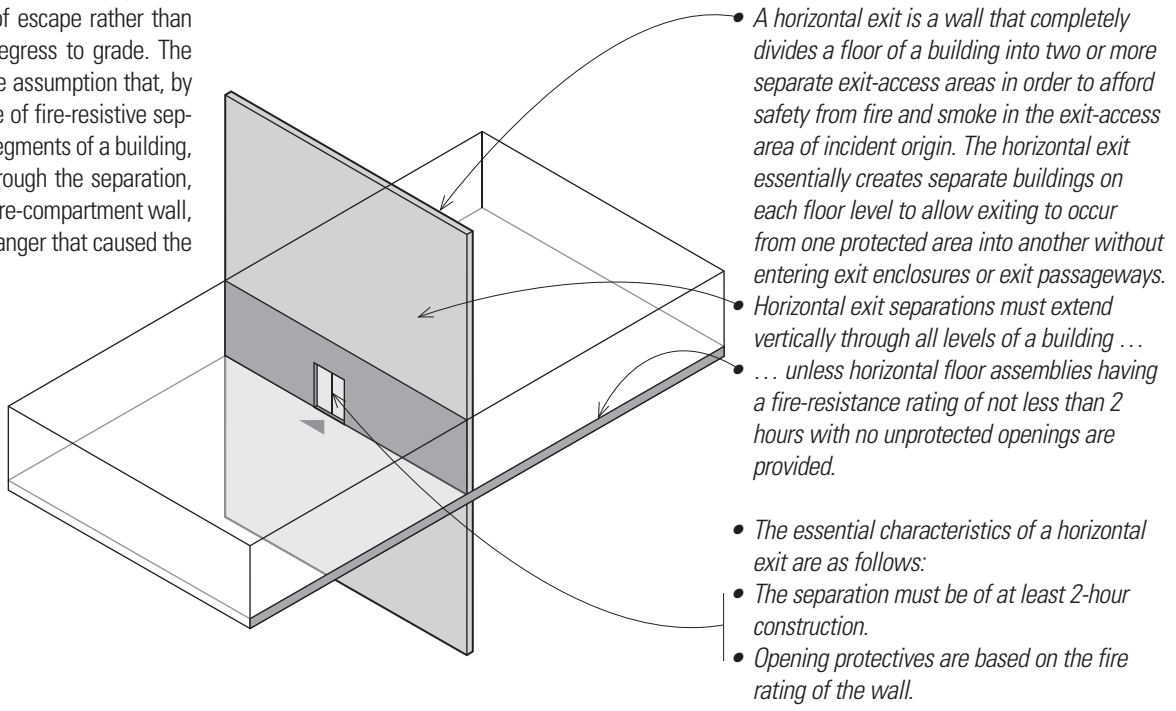 of escape rather than
egress to grade. The
e assumption that, by
e of fire-resistive sep-
egments of a building,
rough the separation,
re-compartment wall,
anger that caused the
• A horizontal exit is a wall that completely
divides a floor of a building into two or more
separate exit-access areas in order to afford
safety from fire and smoke in the exit-access
area of incident origin. The horizontal exit
essentially creates separate buildings on
each floor level to allow exiting to occur
from one protected area into another without
entering exit enclosures or exit passageways.
• Horizontal exit separations must extend
vertically through all levels of a building …
• … unless horizontal floor assemblies having
a fire-resistance rating of not less than 2
hours with no unprotected openings are
provided.
• The essential characteristics of a horizontal
exit are as follows:
• The separation must be of at least 2-hour
construction.
• Opening protectives are based on the fire
rating of the wall.